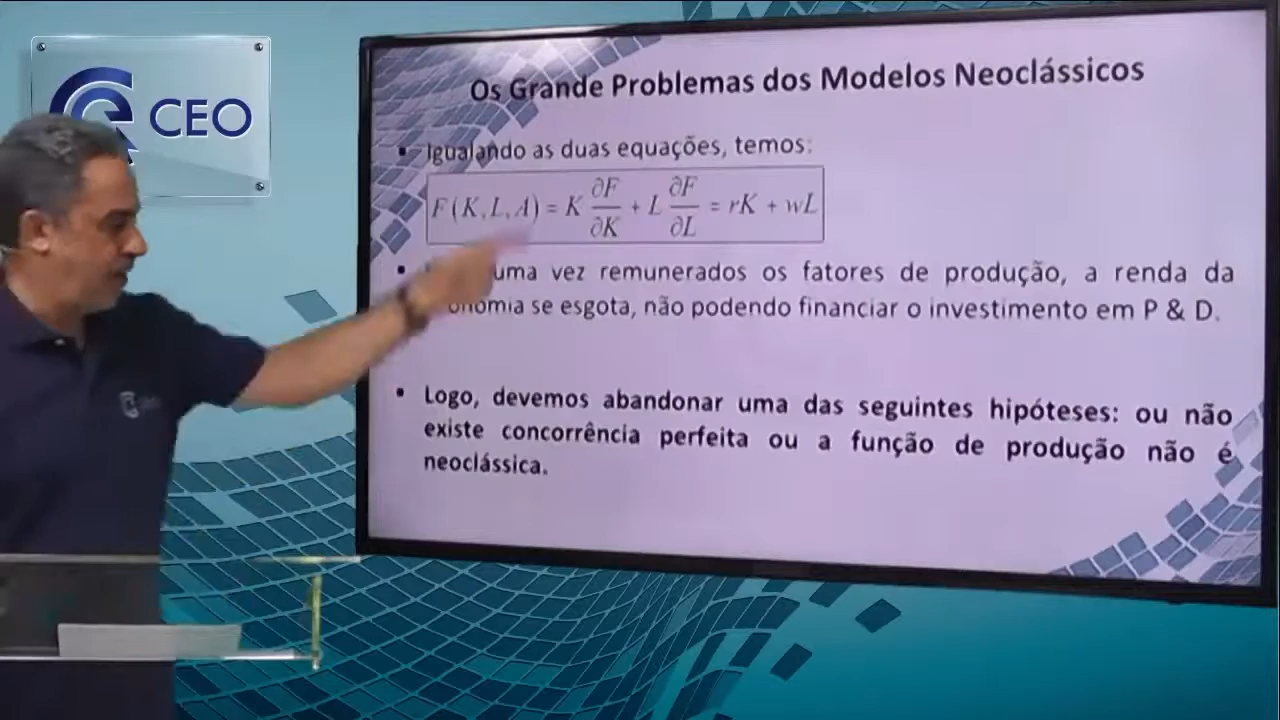 CEO
Os Grande Problemas dos Modelos Neoclássicos
• Igualando as duas equações, temos:
F(K,L,A) = K ∂F/∂K + L ∂F/∂L = rK + wL
• uma vez remunerados os fatores de produção, a renda da
onomia se esgota, não podendo financiar o investimento em P & D.
• Logo, devemos abandonar uma das seguintes hipóteses: ou não
existe concorrência perfeita ou a função de produção não é
neoclássica.